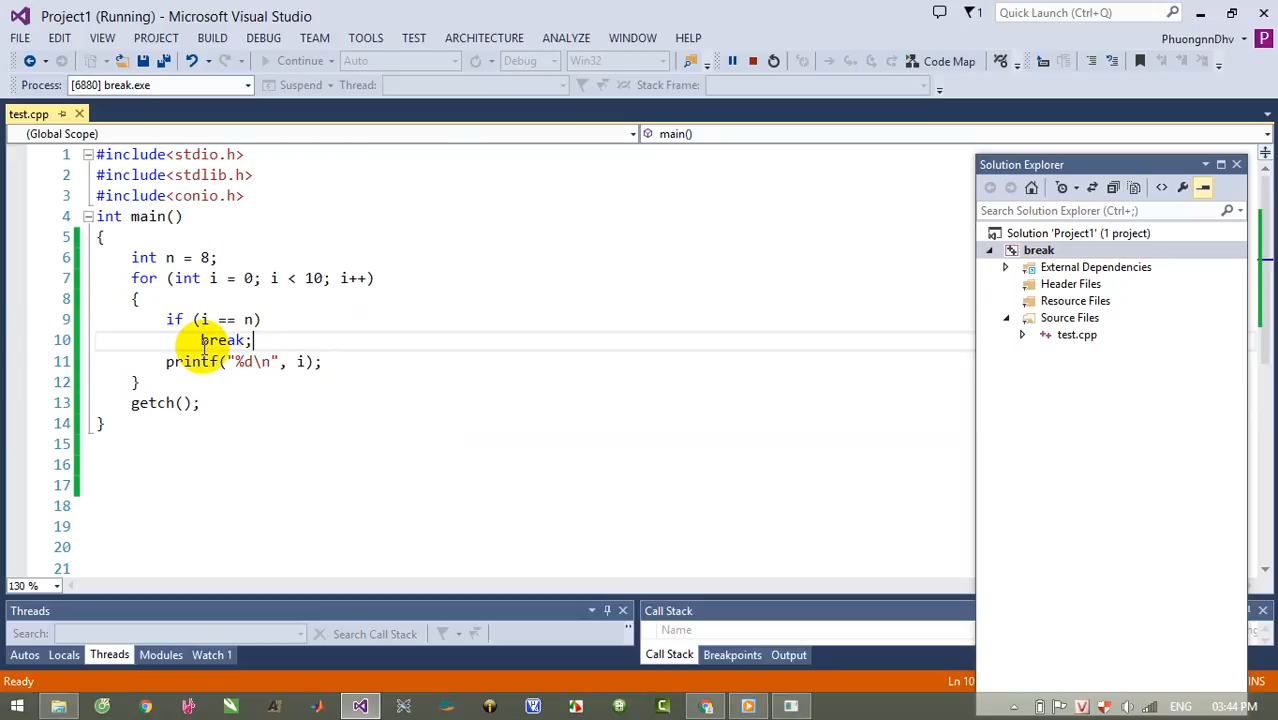 Project1 (Running) - Microsoft Visual Studio
1
Quick Launch (Ctrl+Q)
FILE EDIT VIEW PROJECT BUILD DEBUG TEAM TOOLS TEST ARCHITECTURE ANALYZE WINDOW HELP
PhuongnnDhv
P
Continue Auto Debug Win32 Code Map
Process: [6880] break.exe Suspend Thread: Stack Frame:
test.cpp
(Global Scope) main()
1 #include<stdio.h>
2 #include<stdlib.h>
3 #include<conio.h>
4 int main()
5 {
6 int n = 8;
7 for (int i = 0; i < 10; i++)
8 {
9 if (i == n)
10 break;
11 printf("%d\n", i);
12 }
13 getch();
14 }
15
16
17
18
19
20
21
130 %
Solution Explorer
Search Solution Explorer (Ctrl+;)
Solution 'Project1' (1 project)
break
External Dependencies
Header Files
Resource Files
Source Files
test.cpp
Threads
Search: Search Call Stack
Autos Locals Threads Modules Watch 1
Call Stack
Name
Call Stack Breakpoints Output
Ready Ln 10 INS
ENG 03:44 PM